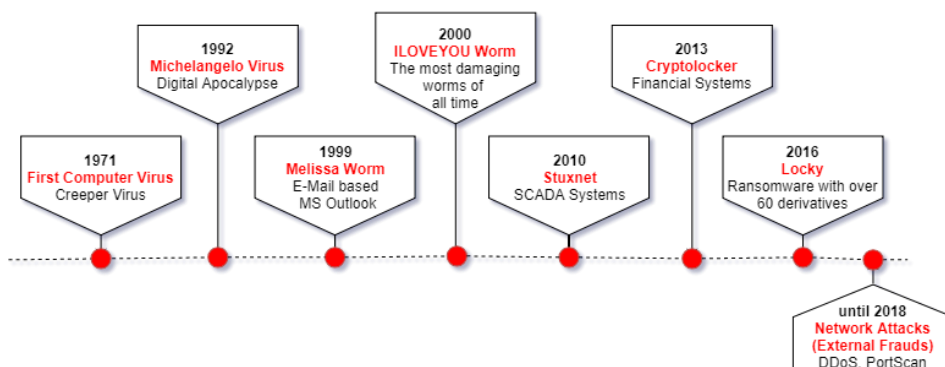 1971
First Computer Virus
Creeper Virus
1992
Michelangelo Virus
Digital Apocalypse
1999
Melissa Worm
E-Mail based
MS Outlook
2000
ILOVEYOU Worm
The most damaging
worms of
all time
2010
Stuxnet
SCADA Systems
2013
Cryptolocker
Financial Systems
2016
Locky
Ransomware with over
60 derivatives
until 2018
Network Attacks
(External Frauds)
DDoS, PortScan